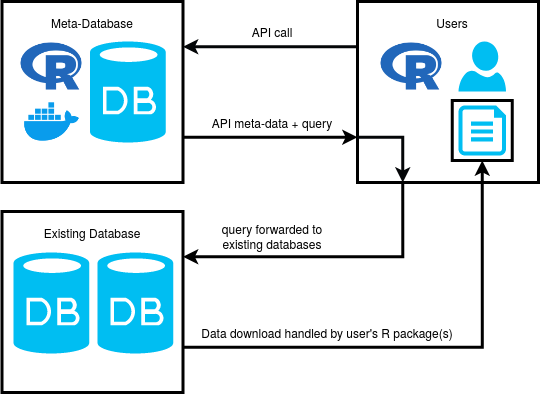 Meta-Database
Users
API call
R
R
DB
API meta-data + query
query forwarded to
existing databases
Existing Database
DB
DB
Data download handled by user's R package(s)